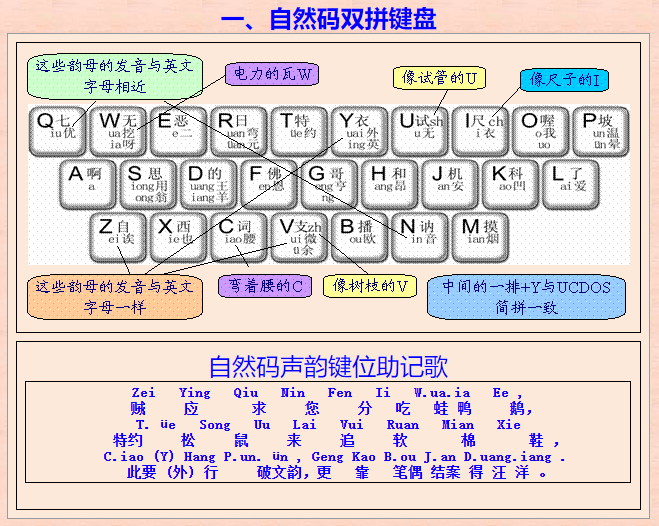 一、自然码双拼键盘
这些韵母的发音与英文
字母相近
电力的瓦W
像试管的U
像尺子的I
Q七 W无 E恶 R日 T特 Y衣 U试sh I尺ch O喔 P坡
iu优 ua挖 ia呀 e二 uan弯 üan元 üe约 uai外 ing英 u无 i衣 o我 uo un温 ün晕
A啊 S思 D的 F佛 G哥 H和 J机 K科 L了
a iong用 ong翁 uang王 iang羊 en恩 eng亨 ng ang昂 an安 ao凹 ai爱
Z自 X西 C词 V支zh B播 N讷 M摸
ei诶 ie也 iao腰 ui微 ü余 ou欧 in音 ian烟
这些韵母的发音与英文
字母一样
弯着腰的C
像树枝的V
中间的一排+Y与UCDOS
简拼一致
自然码声韵键位助记歌
Zei Ying Qiu Nin Fen Ii W.ua.ia Ee ,
贼 应 求 您 分 吃 蛙 鸭 鹅，
T. üe Song Uu Lai Vui Ruan Mian Xie
特约 松 鼠 来 追 软 棉 鞋 ，
C.iao (Y) Hang P.un. ün , Geng Kao B.ou J.an D.uang.iang .
此要 (外) 行 破文韵，更 靠 笔偶 结案 得 汪 洋 。